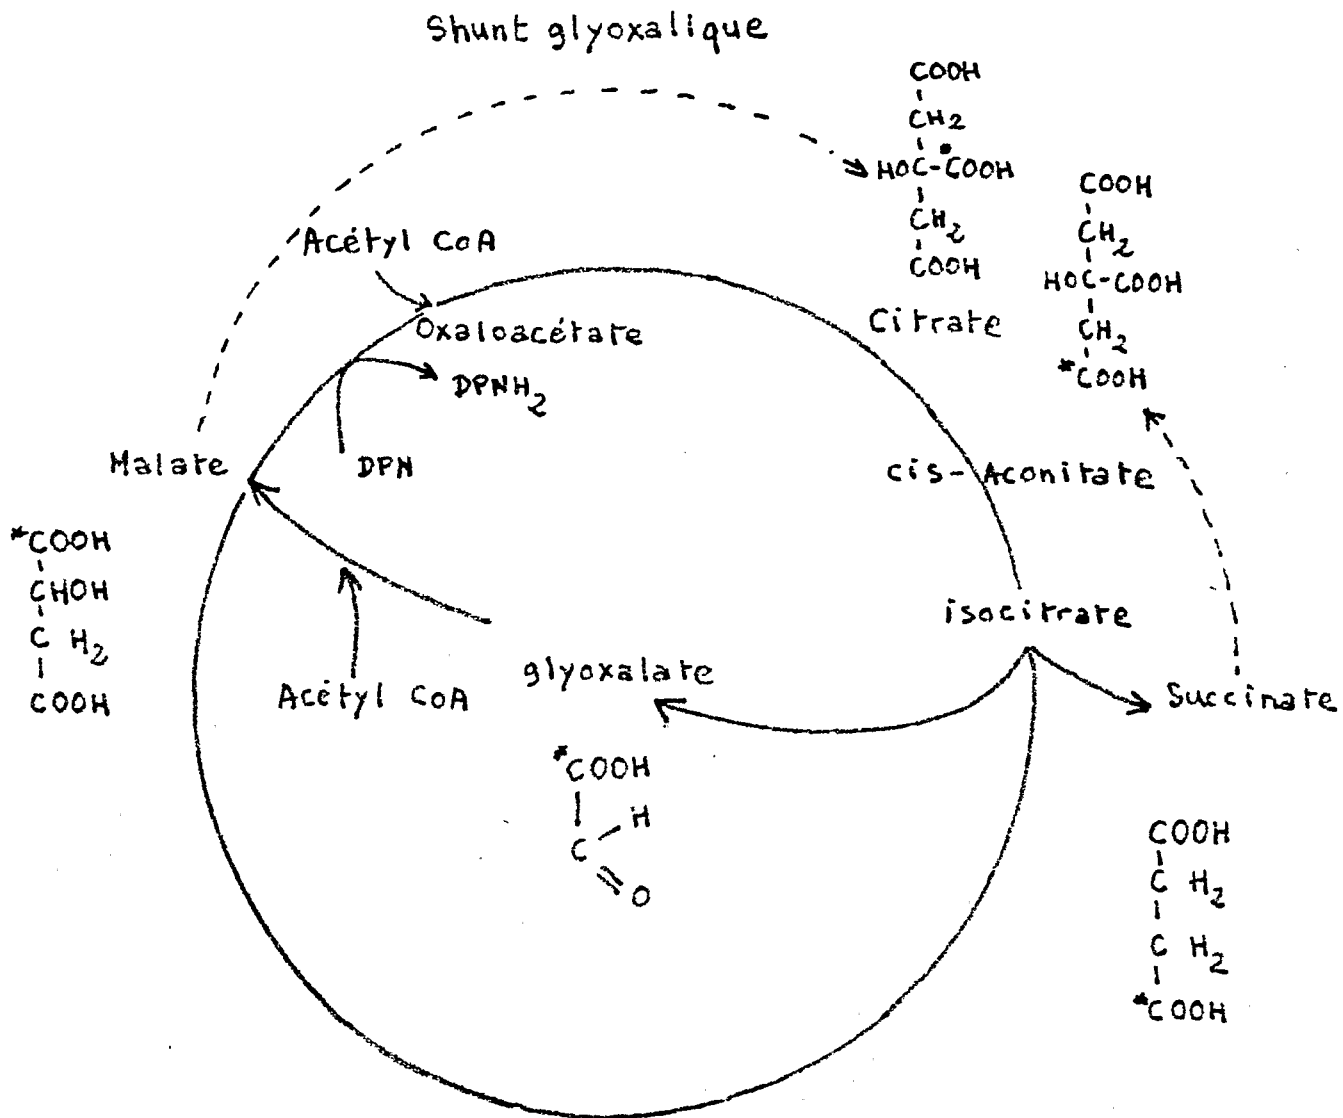 Shunt glyoxalique
COOH
CH2
HOC-*COOH
CH2
COOH
Citrate
COOH
CH2
HOC-COOH
CH2
*COOH
Acétyl CoA
Oxaloacétate
DPNH2
DPN
Malate
*COOH
CHOH
C H2
COOH
cis-Aconitate
isocitrate
Succinate
glyoxalate
Acétyl CoA
*COOH
H
C
O
COOH
C H2
C H2
*COOH